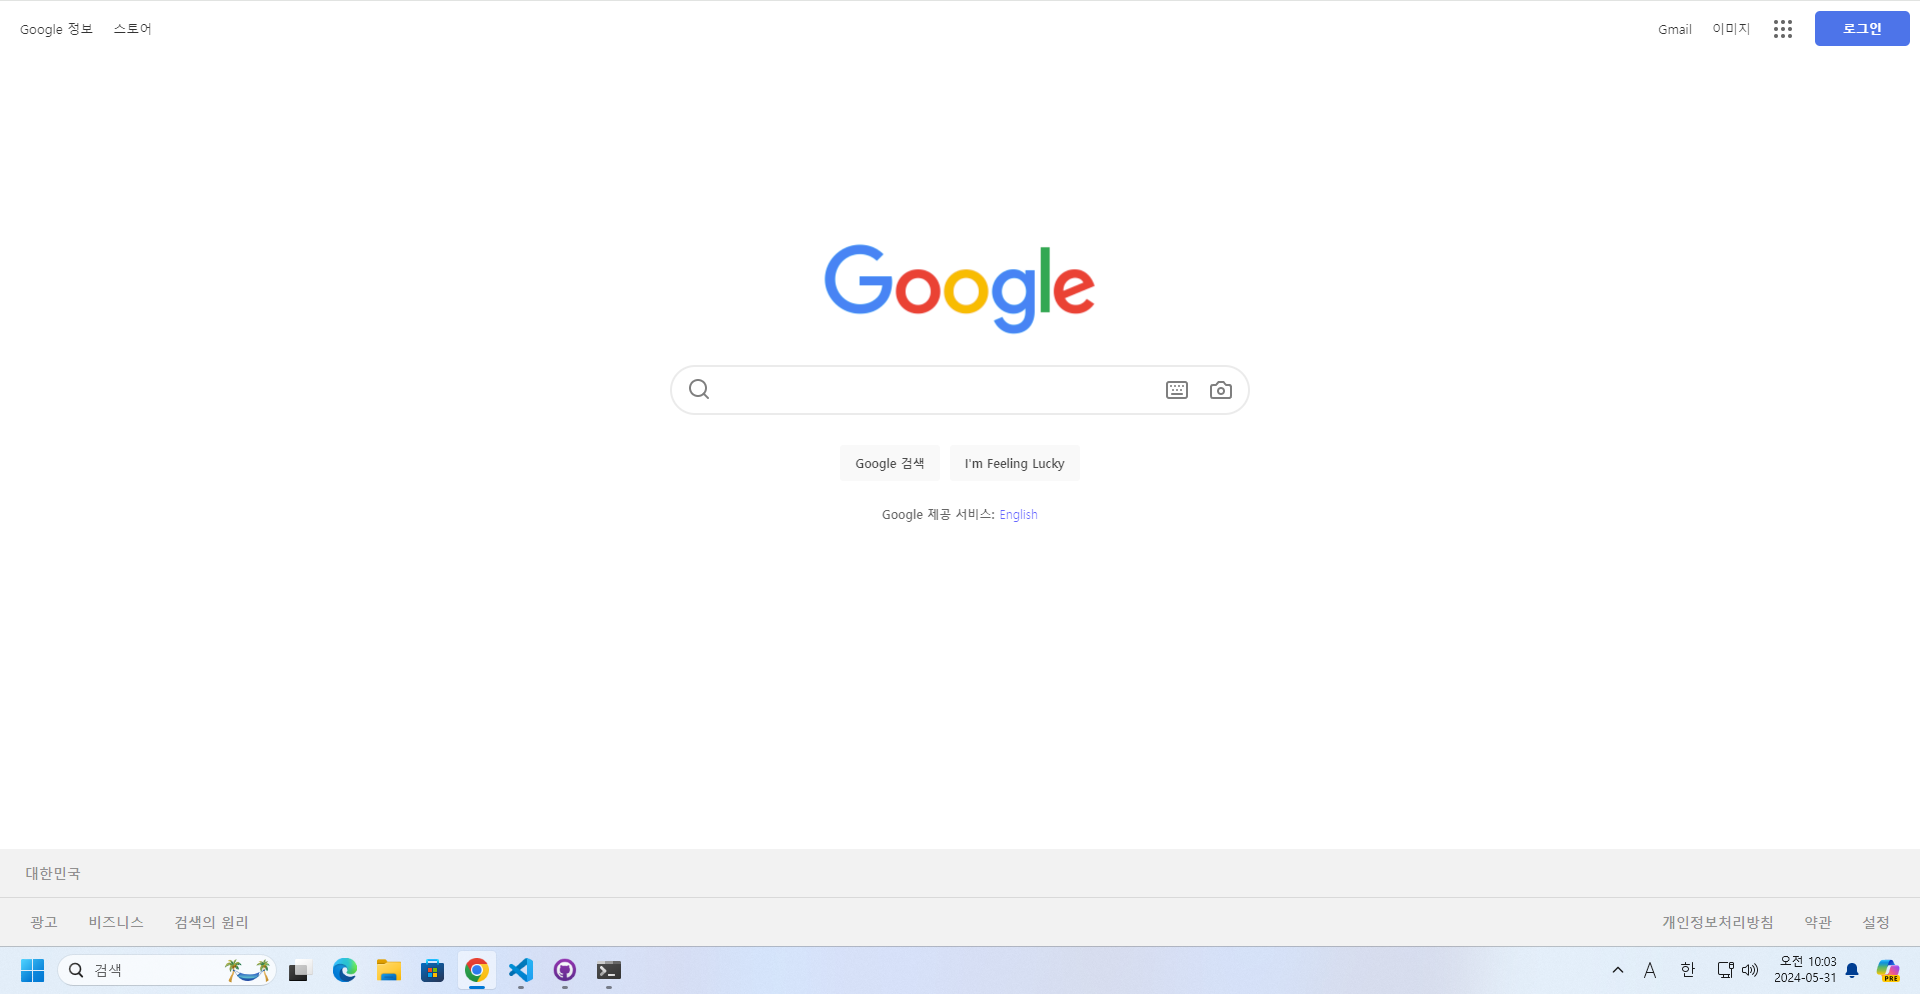 Google 정보 스토어
Gmail 이미지 로그인
Google
Google 검색 I'm Feeling Lucky
Google 제공 서비스: English
대한민국
광고 비즈니스 검색의 원리
개인정보처리방침 약관 설정
검색
A 한
오전 10:03
2024-05-31
PRE